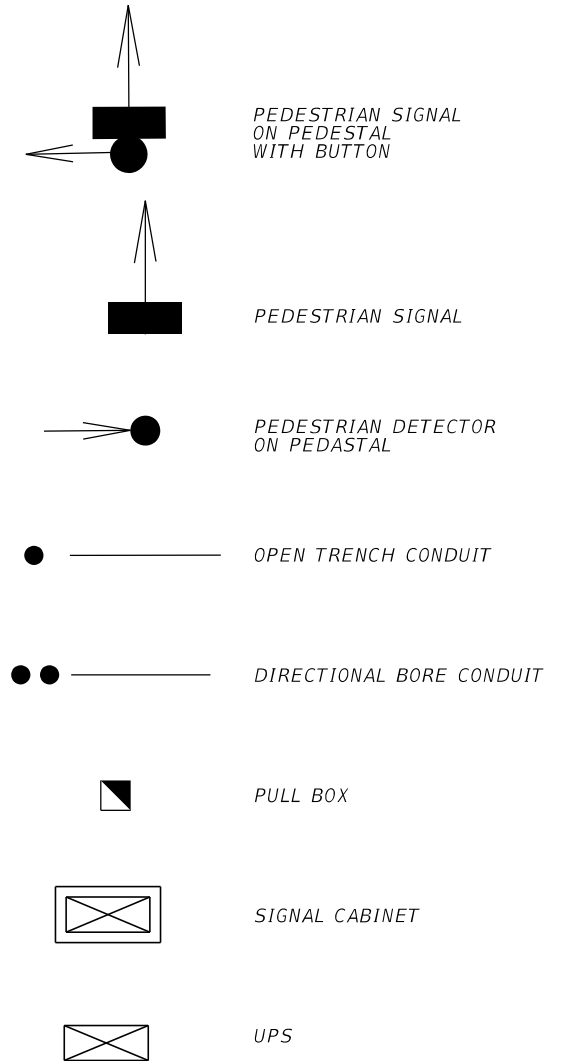 PEDESTRIAN SIGNAL
ON PEDESTAL
WITH BUTTON
PEDESTRIAN SIGNAL
PEDESTRIAN DETECTOR
ON PEDASTAL
OPEN TRENCH CONDUIT
DIRECTIONAL BORE CONDUIT
PULL BOX
SIGNAL CABINET
UPS